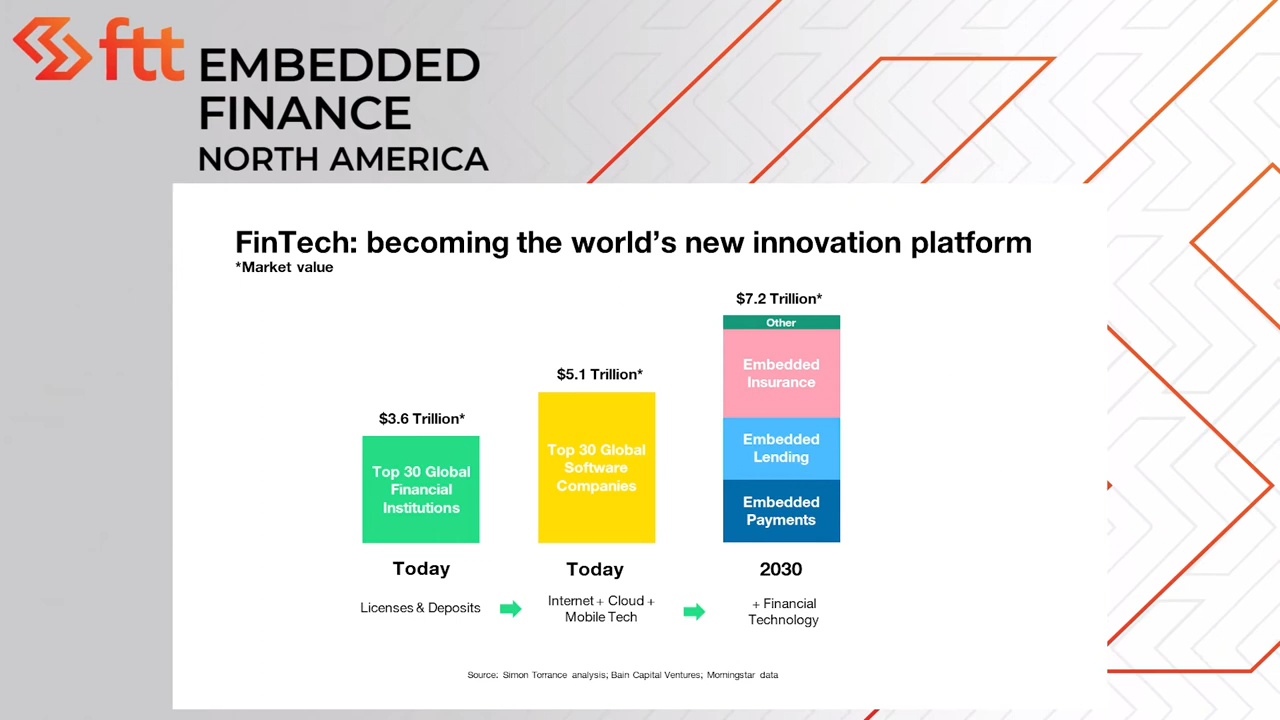 ftt EMBEDDED
FINANCE
NORTH AMERICA
FinTech: becoming the world’s new innovation platform
*Market value
$3.6 Trillion*
Top 30 Global
Financial
Institutions
Today
Licenses & Deposits
$5.1 Trillion*
Top 30 Global
Software
Companies
Today
Internet + Cloud +
Mobile Tech
$7.2 Trillion*
Other
Embedded
Insurance
Embedded
Lending
Embedded
Payments
2030
+ Financial
Technology
Source: Simon Torrance analysis; Bain Capital Ventures; Morningstar data